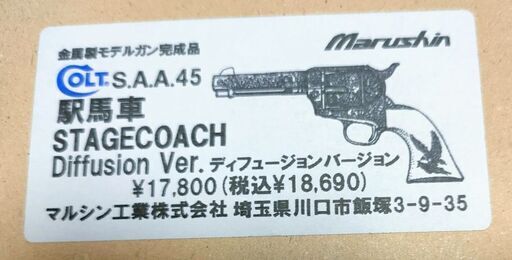 金属製モデルガン完成品
Marushin
COLT S.A.A.45
駅馬車
STAGECOACH
Diffusion Ver. ディフュージョンバージョン
¥17,800(税込¥18,690)
マルシン工業株式会社 埼玉県川口市飯塚3-9-35